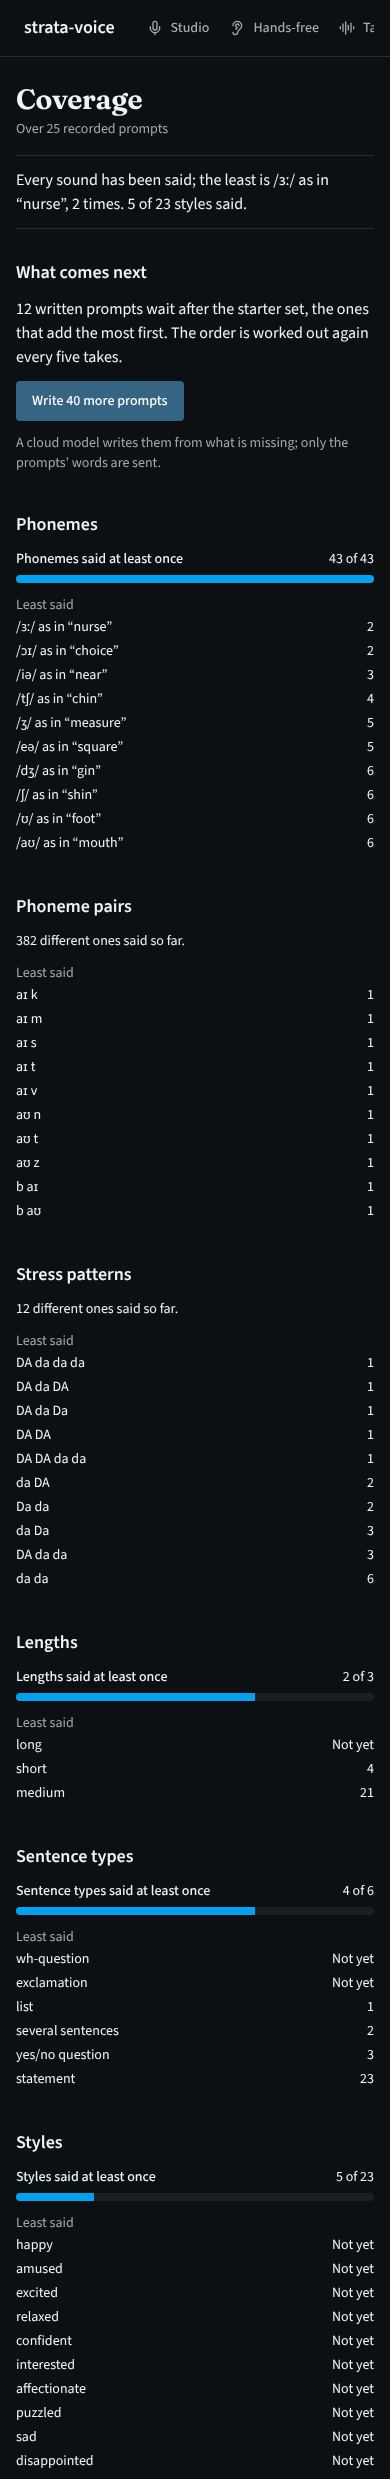 strata-voice Studio Hands-free Ta
Coverage
Over 25 recorded prompts
Every sound has been said; the least is /ɜː/ as in
“nurse”, 2 times. 5 of 23 styles said.
What comes next
12 written prompts wait after the starter set, the ones
that add the most first. The order is worked out again
every five takes.
Write 40 more prompts
A cloud model writes them from what is missing; only the
prompts’ words are sent.
Phonemes
Phonemes said at least once 43 of 43
Least said
/ɜː/ as in “nurse” 2
/ɔɪ/ as in “choice” 2
/iə/ as in “near” 3
/tʃ/ as in “chin” 4
/ʒ/ as in “measure” 5
/eə/ as in “square” 5
/dʒ/ as in “gin” 6
/ʃ/ as in “shin” 6
/ʊ/ as in “foot” 6
/aʊ/ as in “mouth” 6
Phoneme pairs
382 different ones said so far.
Least said
aɪ k 1
aɪ m 1
aɪ s 1
aɪ t 1
aɪ v 1
aʊ n 1
aʊ t 1
aʊ z 1
b aɪ 1
b aʊ 1
Stress patterns
12 different ones said so far.
Least said
DA da da da 1
DA da DA 1
DA da Da 1
DA DA 1
DA DA da da 1
da DA 2
Da da 2
da Da 3
DA da da 3
da da 6
Lengths
Lengths said at least once 2 of 3
Least said
long Not yet
short 4
medium 21
Sentence types
Sentence types said at least once 4 of 6
Least said
wh-question Not yet
exclamation Not yet
list 1
several sentences 2
yes/no question 3
statement 23
Styles
Styles said at least once 5 of 23
Least said
happy Not yet
amused Not yet
excited Not yet
relaxed Not yet
confident Not yet
interested Not yet
affectionate Not yet
puzzled Not yet
sad Not yet
disappointed Not yet